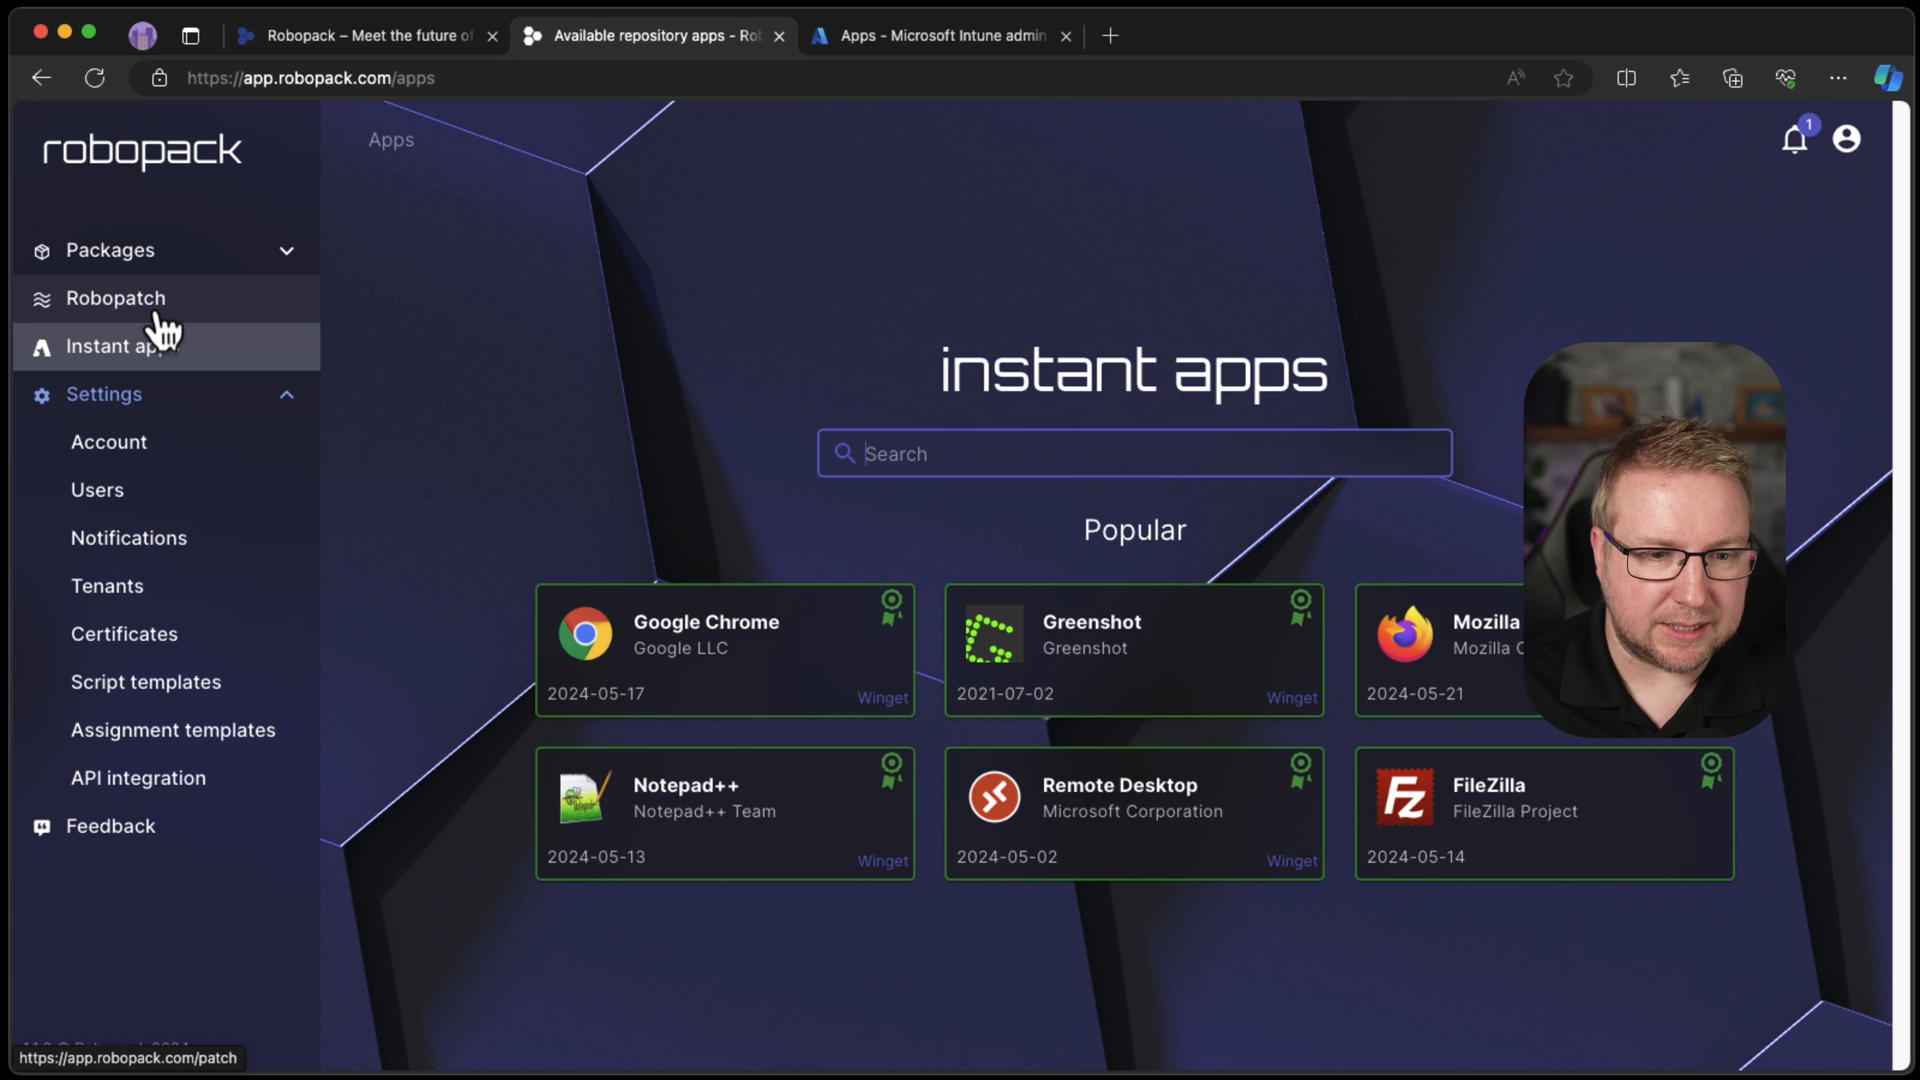 Robopack – Meet the future of
Available repository apps - Ro
Apps - Microsoft Intune admin
https://app.robopack.com/apps
robopack
Packages
Robopatch
Instant ap
Settings
Account
Users
Notifications
Tenants
Certificates
Script templates
Assignment templates
API integration
Feedback
https://app.robopack.com/patch
Apps
1
instant apps
Search
Popular
Google Chrome
Google LLC
2024-05-17
Winget
Greenshot
Greenshot
2021-07-02
Winget
Mozilla
Mozilla
2024-05-21
Notepad++
Notepad++ Team
2024-05-13
Winget
Remote Desktop
Microsoft Corporation
2024-05-02
Winget
FileZilla
FileZilla Project
2024-05-14